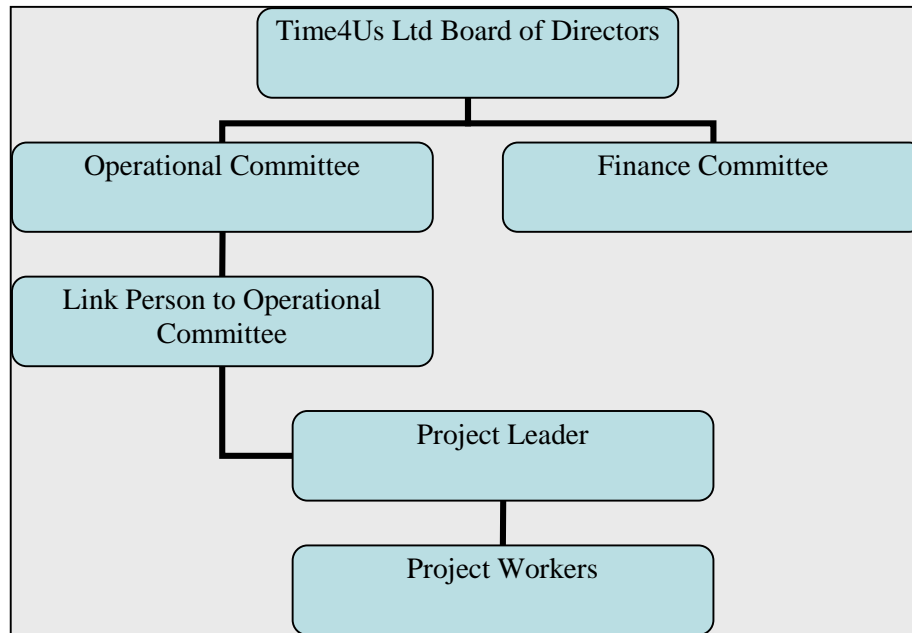 Time4Us Ltd Board of Directors
Operational Committee
Finance Committee
Link Person to Operational
Committee
Project Leader
Project Workers